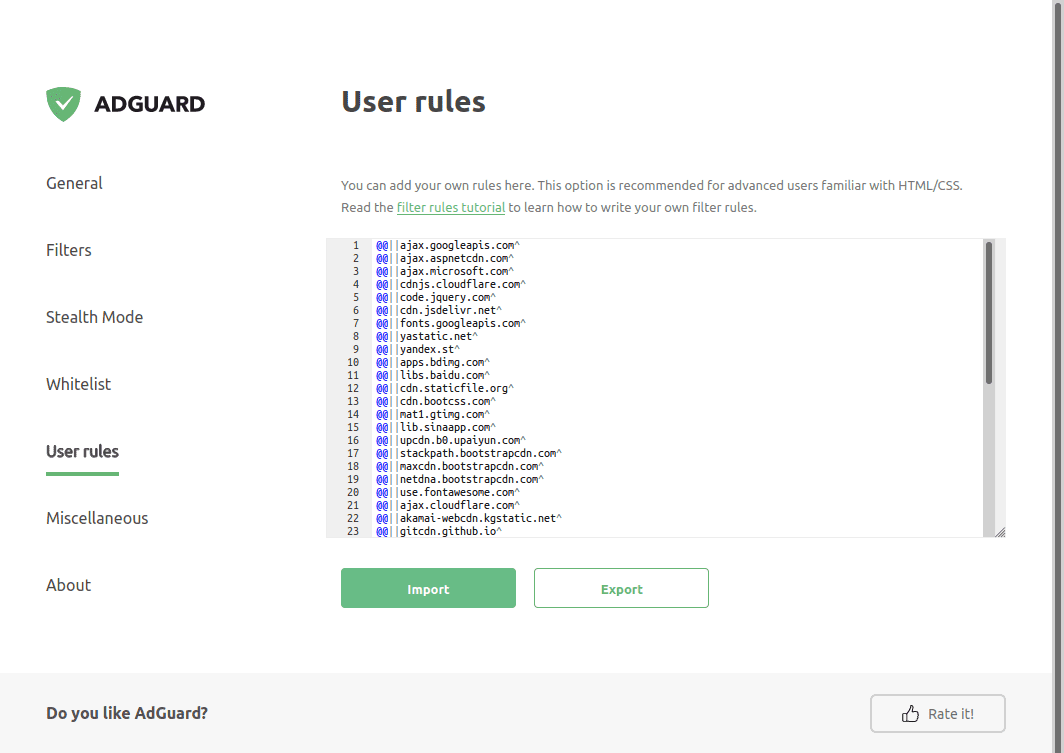 ADGUARD
General
Filters
Stealth Mode
Whitelist
User rules
Miscellaneous
About
User rules
You can add your own rules here. This option is recommended for advanced users familiar with HTML/CSS.
Read the filter rules tutorial to learn how to write your own filter rules.
1 @@||ajax.googleapis.com^
2 @@||ajax.aspnetcdn.com^
3 @@||ajax.microsoft.com^
4 @@||cdnjs.cloudflare.com^
5 @@||code.jquery.com^
6 @@||cdn.jsdelivr.net^
7 @@||fonts.googleapis.com^
8 @@||yastatic.net^
9 @@||yandex.st^
10 @@||apps.bdimg.com^
11 @@||libs.baidu.com^
12 @@||cdn.staticfile.org^
13 @@||cdn.bootcss.com^
14 @@||mat1.gtimg.com^
15 @@||lib.sinaapp.com^
16 @@||upcdn.b0.upaiyun.com^
17 @@||stackpath.bootstrapcdn.com^
18 @@||maxcdn.bootstrapcdn.com^
19 @@||netdna.bootstrapcdn.com^
20 @@||use.fontawesome.com^
21 @@||ajax.cloudflare.com^
22 @@||akamai-webcdn.kgstatic.net^
23 @@||gitcdn.github.io^
Import
Export
Do you like AdGuard?
Rate it!